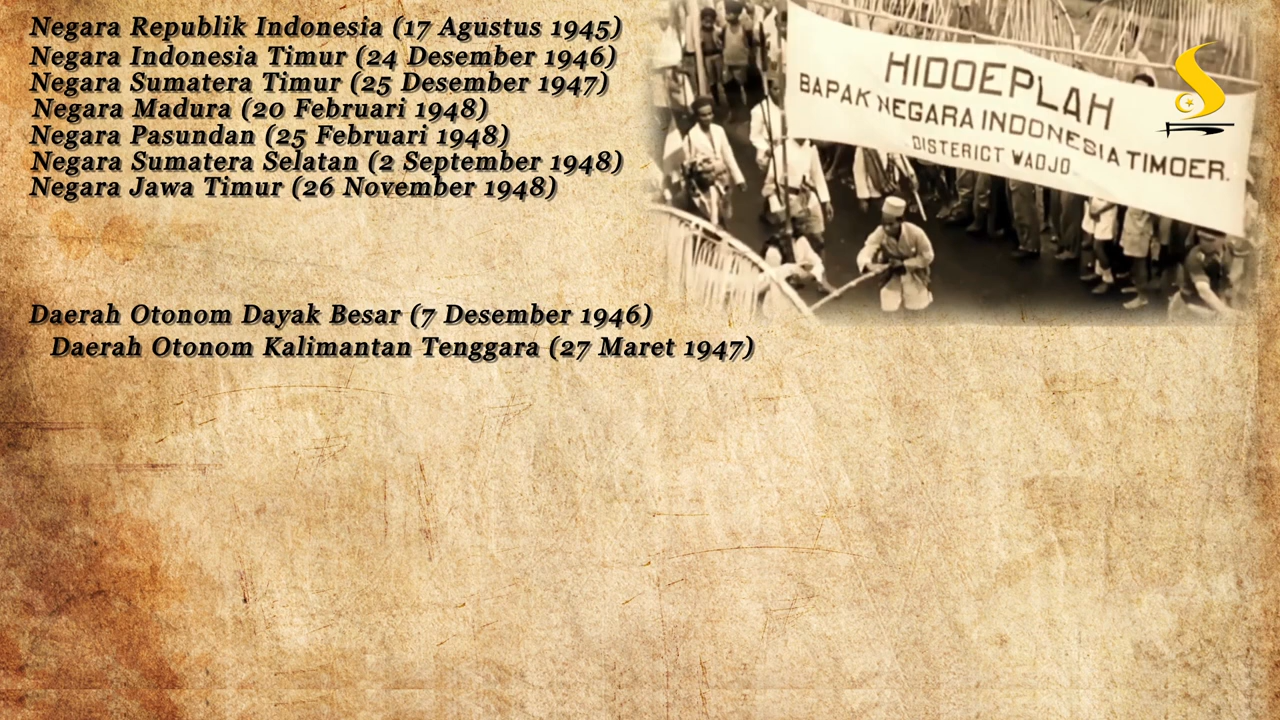 Negara Republik Indonesia (17 Agustus 1945)
Negara Indonesia Timur (24 Desember 1946)
Negara Sumatera Timur (25 Desember 1947)
Negara Madura (20 Februari 1948)
Negara Pasundan (25 Februari 1948)
Negara Sumatera Selatan (2 September 1948)
Negara Jawa Timur (26 November 1948)
HIDOEPLAH
BAPAK NEGARA INDONESIA TIMOER.
DISTERICT WADJO
Daerah Otonom Dayak Besar (7 Desember 1946)
Daerah Otonom Kalimantan Tenggara (27 Maret 1947)